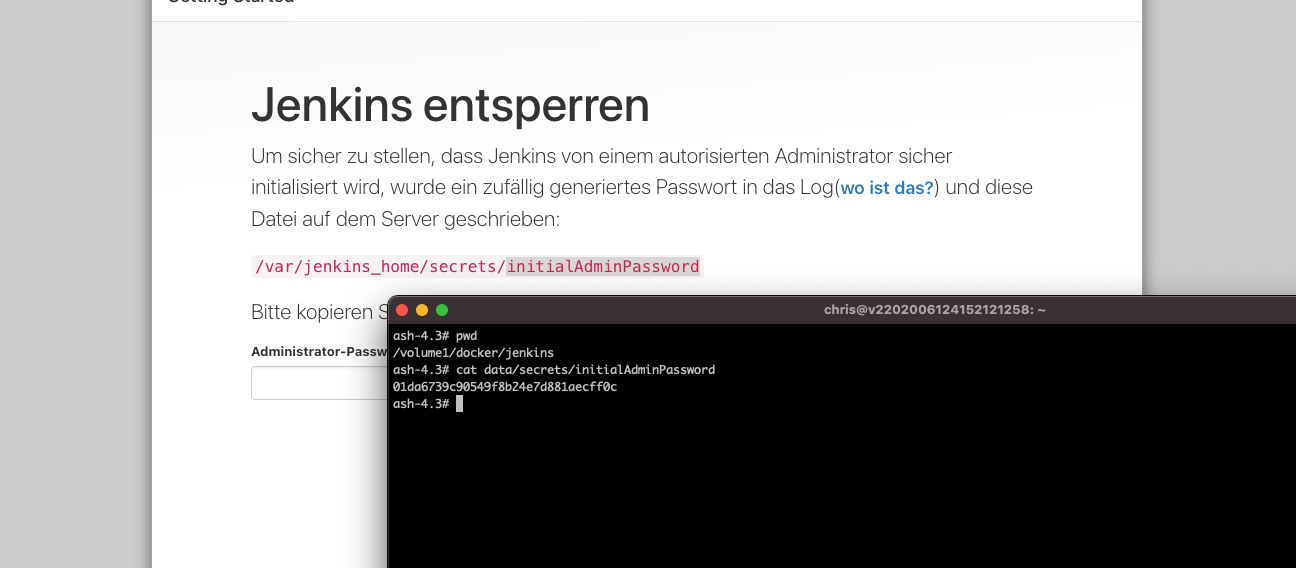 Getting Started
Jenkins entsperren
Um sicher zu stellen, dass Jenkins von einem autorisierten Administrator sicher
initialisiert wird, wurde ein zufällig generiertes Passwort in das Log(wo ist das?) und diese
Datei auf dem Server geschrieben:
/var/jenkins_home/secrets/initialAdminPassword
Bitte kopieren S
Administrator-Passw
chris@v2202006124152121258: ~
ash-4.3# pwd
/volume1/docker/jenkins
ash-4.3# cat data/secrets/initialAdminPassword
01da6739c90549f8b24e7d881aecff0c
ash-4.3#